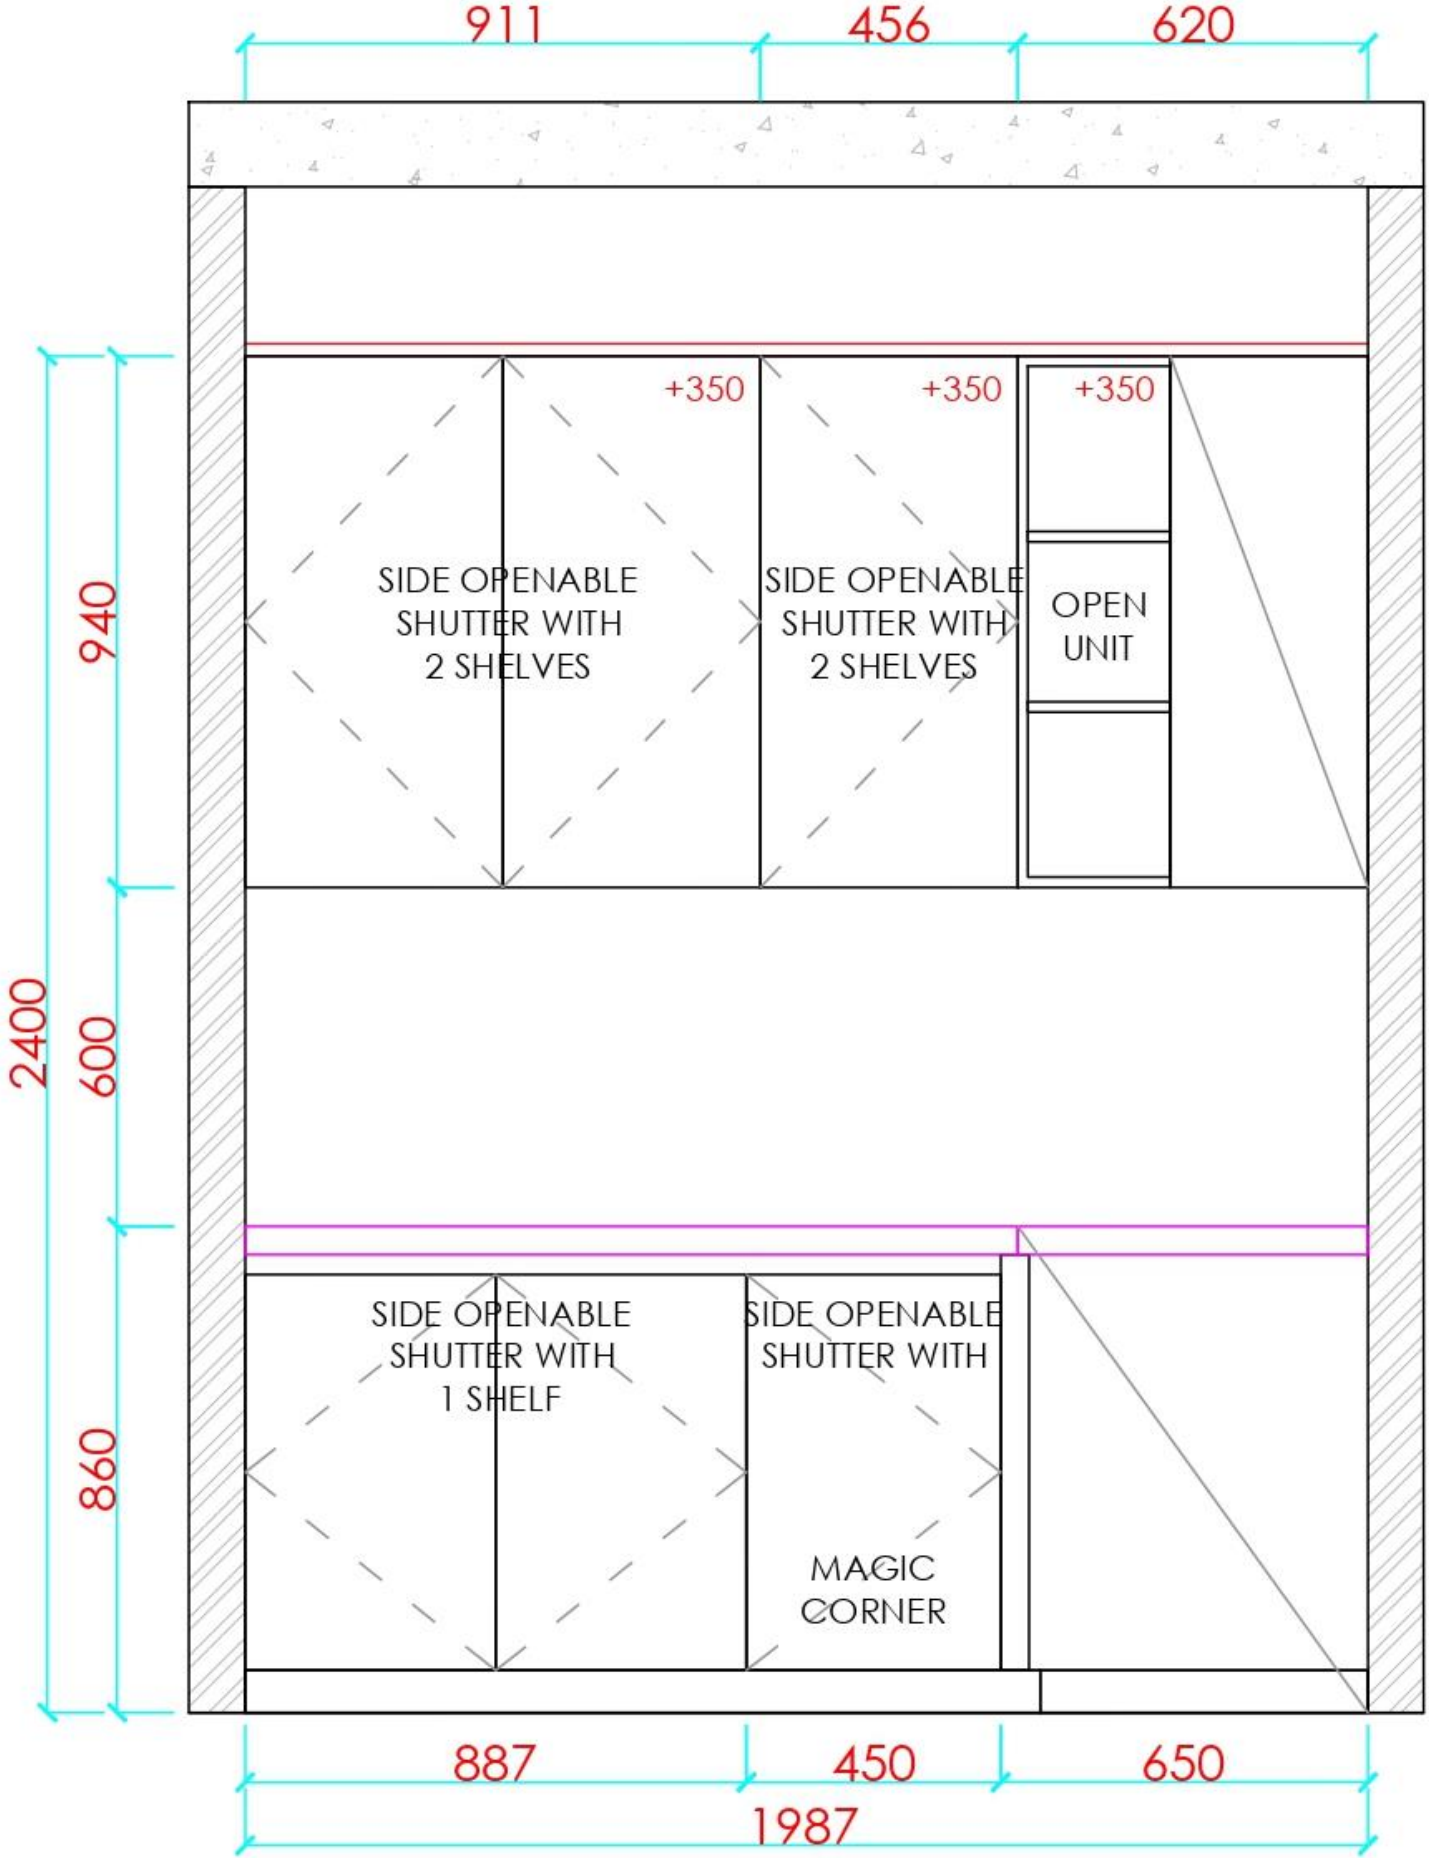 911 456 620
+350 +350 +350
SIDE OPENABLE
SHUTTER WITH
2 SHELVES
SIDE OPENABLE
SHUTTER WITH
2 SHELVES
OPEN
UNIT
940
600
2400
860
SIDE OPENABLE
SHUTTER WITH
1 SHELF
SIDE OPENABLE
SHUTTER WITH
MAGIC
CORNER
887 450 650
1987